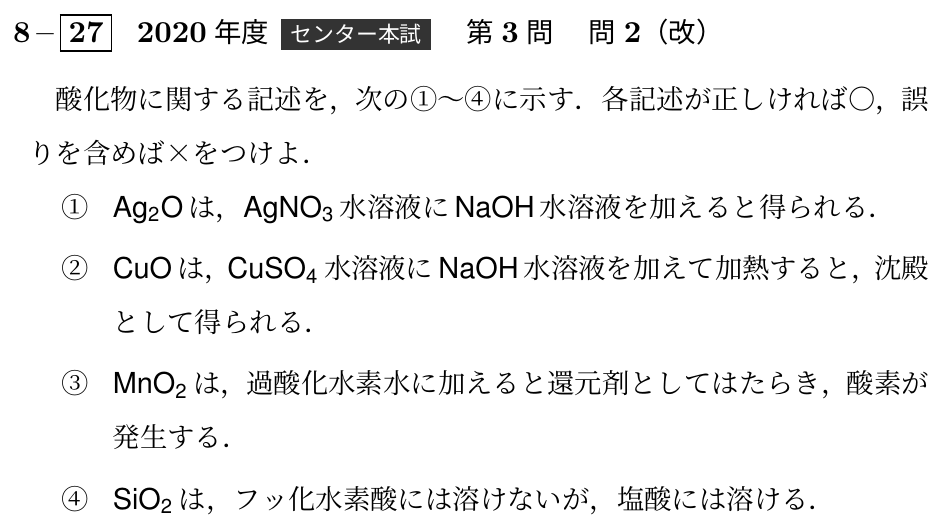 8-27 2020 年度 センター本試 第 3 問 問 2（改）
酸化物に関する記述を，次の①～④に示す．各記述が正しければ○，誤
りを含めば×をつけよ．
① Ag₂O は，AgNO₃ 水溶液に NaOH 水溶液を加えると得られる．
② CuO は，CuSO₄ 水溶液に NaOH 水溶液を加えて加熱すると，沈殿
として得られる．
③ MnO₂ は，過酸化水素水に加えると還元剤としてはたらき，酸素が
発生する．
④ SiO₂ は，フッ化水素酸には溶けないが，塩酸には溶ける．